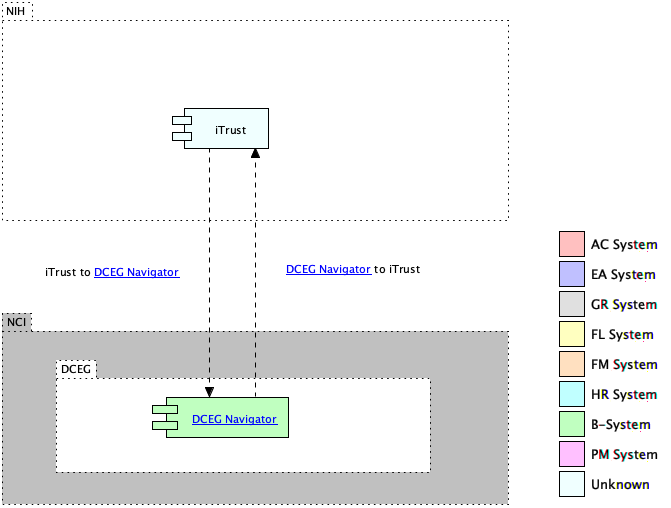 NIH
iTrust
iTrust to DCEG Navigator
DCEG Navigator to iTrust
NCI
DCEG
DCEG Navigator
AC System
EA System
GR System
FL System
FM System
HR System
B-System
PM System
Unknown